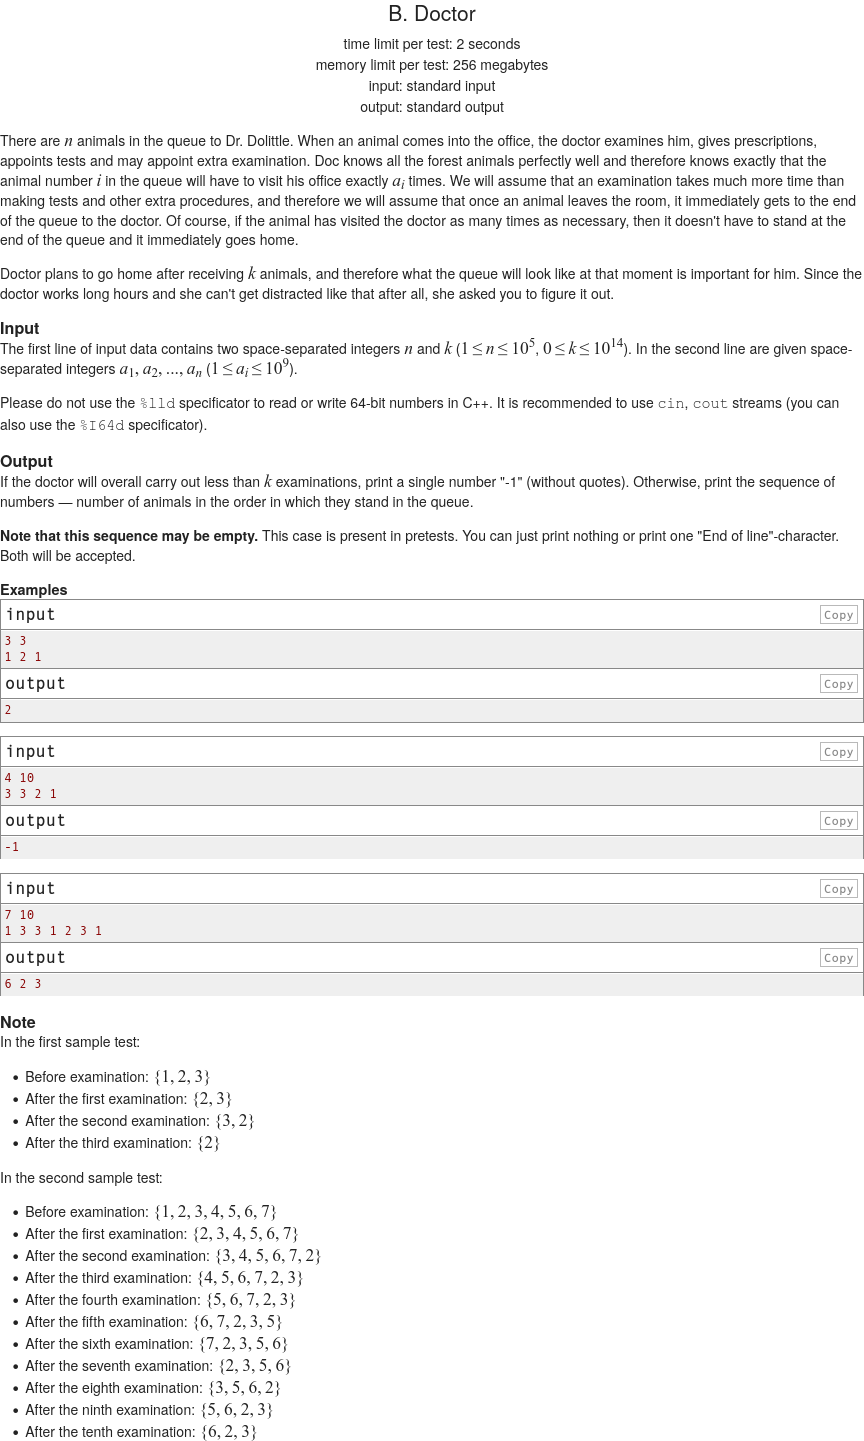 B. Doctor
time limit per test: 2 seconds
memory limit per test: 256 megabytes
input: standard input
output: standard output
There are n animals in the queue to Dr. Dolittle. When an animal comes into the office, the doctor examines him, gives prescriptions,
appoints tests and may appoint extra examination. Doc knows all the forest animals perfectly well and therefore knows exactly that the
animal number i in the queue will have to visit his office exactly a_i times. We will assume that an examination takes much more time than
making tests and other extra procedures, and therefore we will assume that once an animal leaves the room, it immediately gets to the end
of the queue to the doctor. Of course, if the animal has visited the doctor as many times as necessary, then it doesn't have to stand at the
end of the queue and it immediately goes home.
Doctor plans to go home after receiving k animals, and therefore what the queue will look like at that moment is important for him. Since the
doctor works long hours and she can't get distracted like that after all, she asked you to figure it out.
Input
The first line of input data contains two space-separated integers n and k (1 ≤ n ≤ 10^5, 0 ≤ k ≤ 10^14). In the second line are given space-
separated integers a_1, a_2, ..., a_n (1 ≤ a_i ≤ 10^9).
Please do not use the %lld specificator to read or write 64-bit numbers in C++. It is recommended to use cin, cout streams (you can
also use the %I64d specificator).
Output
If the doctor will overall carry out less than k examinations, print a single number "-1" (without quotes). Otherwise, print the sequence of
numbers — number of animals in the order in which they stand in the queue.
Note that this sequence may be empty. This case is present in pretests. You can just print nothing or print one "End of line"-character.
Both will be accepted.
Examples
input Copy
3 3
1 2 1
output Copy
2
input Copy
4 10
3 3 2 1
output Copy
-1
input Copy
7 10
1 3 3 1 2 3 1
output Copy
6 2 3
Note
In the first sample test:
• Before examination: {1, 2, 3}
• After the first examination: {2, 3}
• After the second examination: {3, 2}
• After the third examination: {2}
In the second sample test:
• Before examination: {1, 2, 3, 4, 5, 6, 7}
• After the first examination: {2, 3, 4, 5, 6, 7}
• After the second examination: {3, 4, 5, 6, 7, 2}
• After the third examination: {4, 5, 6, 7, 2, 3}
• After the fourth examination: {5, 6, 7, 2, 3}
• After the fifth examination: {6, 7, 2, 3, 5}
• After the sixth examination: {7, 2, 3, 5, 6}
• After the seventh examination: {2, 3, 5, 6}
• After the eighth examination: {3, 5, 6, 2}
• After the ninth examination: {5, 6, 2, 3}
• After the tenth examination: {6, 2, 3}